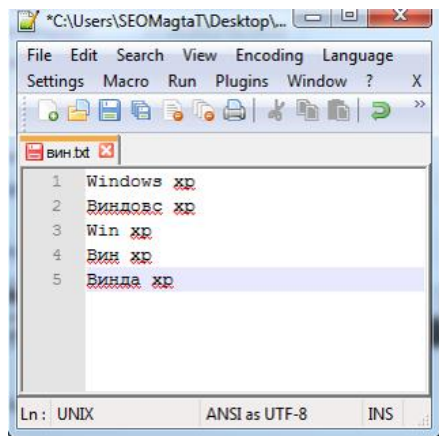 *C:\Users\SEOMagtaT\Desktop\...
File Edit Search View Encoding Language
Settings Macro Run Plugins Window ? X
»
вин.txt
1 Windows xp
2 Виндовс xp
3 Win xp
4 Вин xp
5 Винда xp
Ln : UNIX ANSI as UTF-8 INS